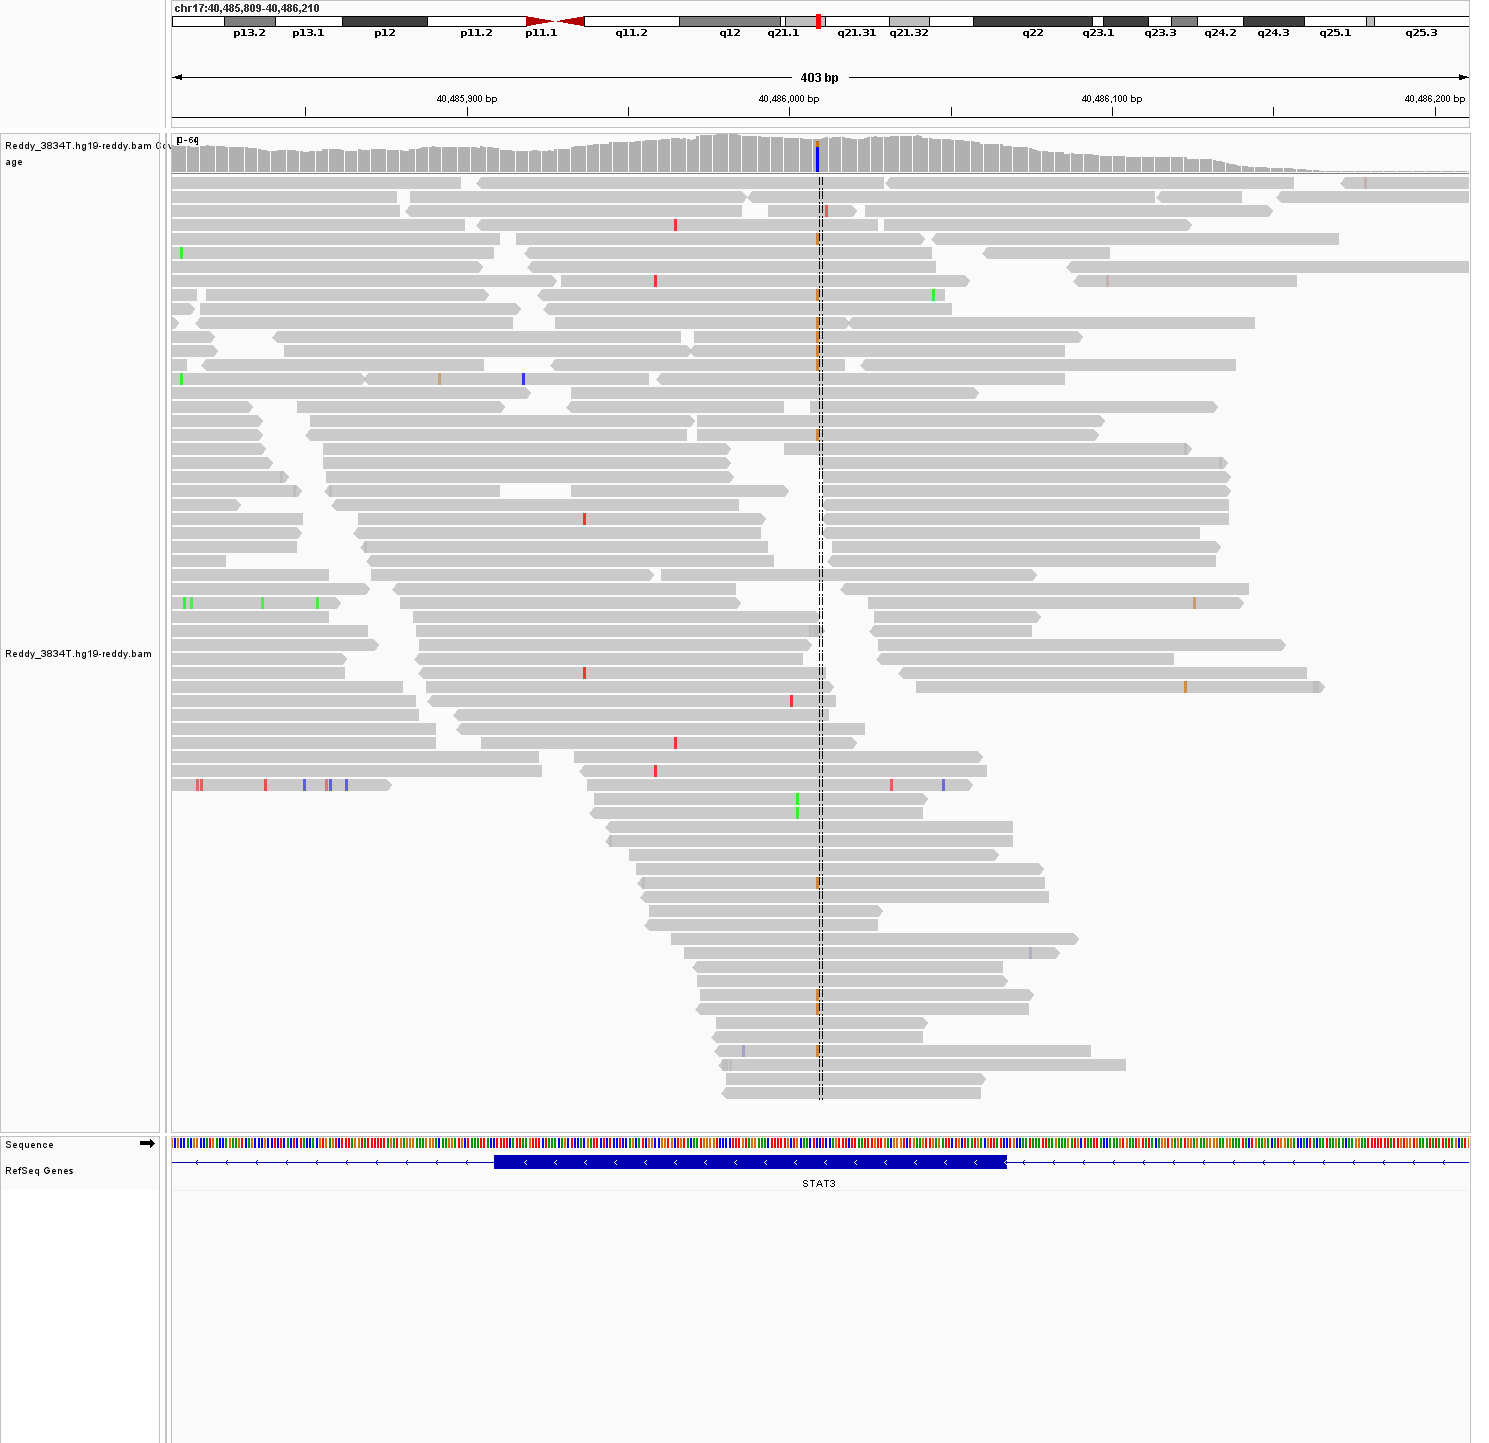 chr17:40,485,809-40,486,210
p13.2 p13.1 p12 p11.2 p11.1 q11.2 q12 q21.1 q21.31 q21.32 q22 q23.1 q23.3 q24.2 q24.3 q25.1 q25.3
403 bp
40,485,900 bp 40,486,000 bp 40,486,100 bp 40,486,200 bp
Reddy_3834T.hg19-reddy.bam Cov
age
Reddy_3834T.hg19-reddy.bam
Sequence
RefSeq Genes
STAT3